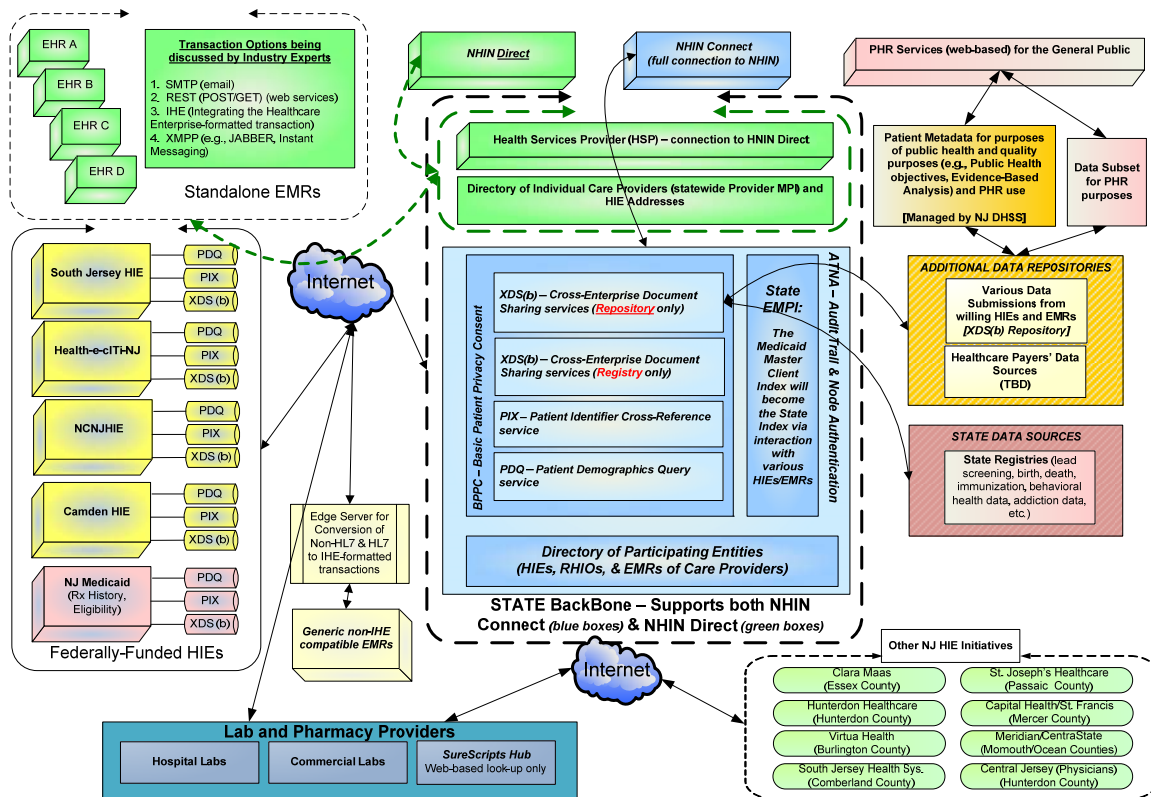 EHR A
EHR B
EHR C
EHR D
Transaction Options being
discussed by Industry Experts
1. SMTP (email)
2. REST (POST/GET) (web services)
3. IHE (Integrating the Healthcare
Enterprise-formatted transaction)
4. XMPP (e.g., JABBER, Instant
Messaging)
Standalone EMRs
NHIN Direct
NHIN Connect
(full connection to NHIN)
PHR Services (web-based) for the General Public
Health Services Provider (HSP) – connection to HNIN Direct
Directory of Individual Care Providers (statewide Provider MPI) and
HIE Addresses
Patient Metadata for purposes
of public health and quality
purposes (e.g., Public Health
objectives, Evidence-Based
Analysis) and PHR use
[Managed by NJ DHSS]
Data Subset
for PHR
purposes
South Jersey HIE
PDQ
PIX
XDS (b)
Health-e-cITi-NJ
PDQ
PIX
XDS (b)
NCNJHIE
PDQ
PIX
XDS (b)
Camden HIE
PDQ
PIX
XDS (b)
NJ Medicaid
(Rx History,
Eligibility)
PDQ
PIX
XDS (b)
Federally-Funded HIEs
Internet
Edge Server for
Conversion of
Non-HL7 & HL7
to IHE-formatted
transactions
Generic non-IHE
compatible EMRs
BPPC – Basic Patient Privacy Consent
XDS(b) – Cross-Enterprise Document
Sharing services (Repository only)
XDS(b) – Cross-Enterprise Document
Sharing services (Registry only)
PIX – Patient Identifier Cross-Reference
service
PDQ – Patient Demographics Query
service
State
EMPI:
The
Medicaid
Master
Client
Index will
become
the State
Index via
interaction
with
various
HIEs/EMRs
ATNA – Audit Trail & Node Authentication
Directory of Participating Entities
(HIEs, RHIOs, & EMRs of Care Providers)
STATE BackBone – Supports both NHIN
Connect (blue boxes) & NHIN Direct (green boxes)
ADDITIONAL DATA REPOSITORIES
Various Data
Submissions from
willing HIEs and EMRs
[XDS(b) Repository]
Healthcare Payers' Data
Sources
(TBD)
STATE DATA SOURCES
State Registries (lead
screening, birth, death,
immunization, behavioral
health data, addiction data,
etc.)
Internet
Lab and Pharmacy Providers
Hospital Labs
Commercial Labs
SureScripts Hub
Web-based look-up only
Other NJ HIE Initiatives
Clara Maas
(Essex County)
St. Joseph's Healthcare
(Passaic County)
Hunterdon Healthcare
(Hunterdon County)
Capital Health/St. Francis
(Mercer County)
Virtua Health
(Burlington County)
Meridian/CentraState
(Momouth/Ocean Counties)
South Jersey Health Sys.
(Comberland County)
Central Jersey (Physicians)
(Hunterdon County)